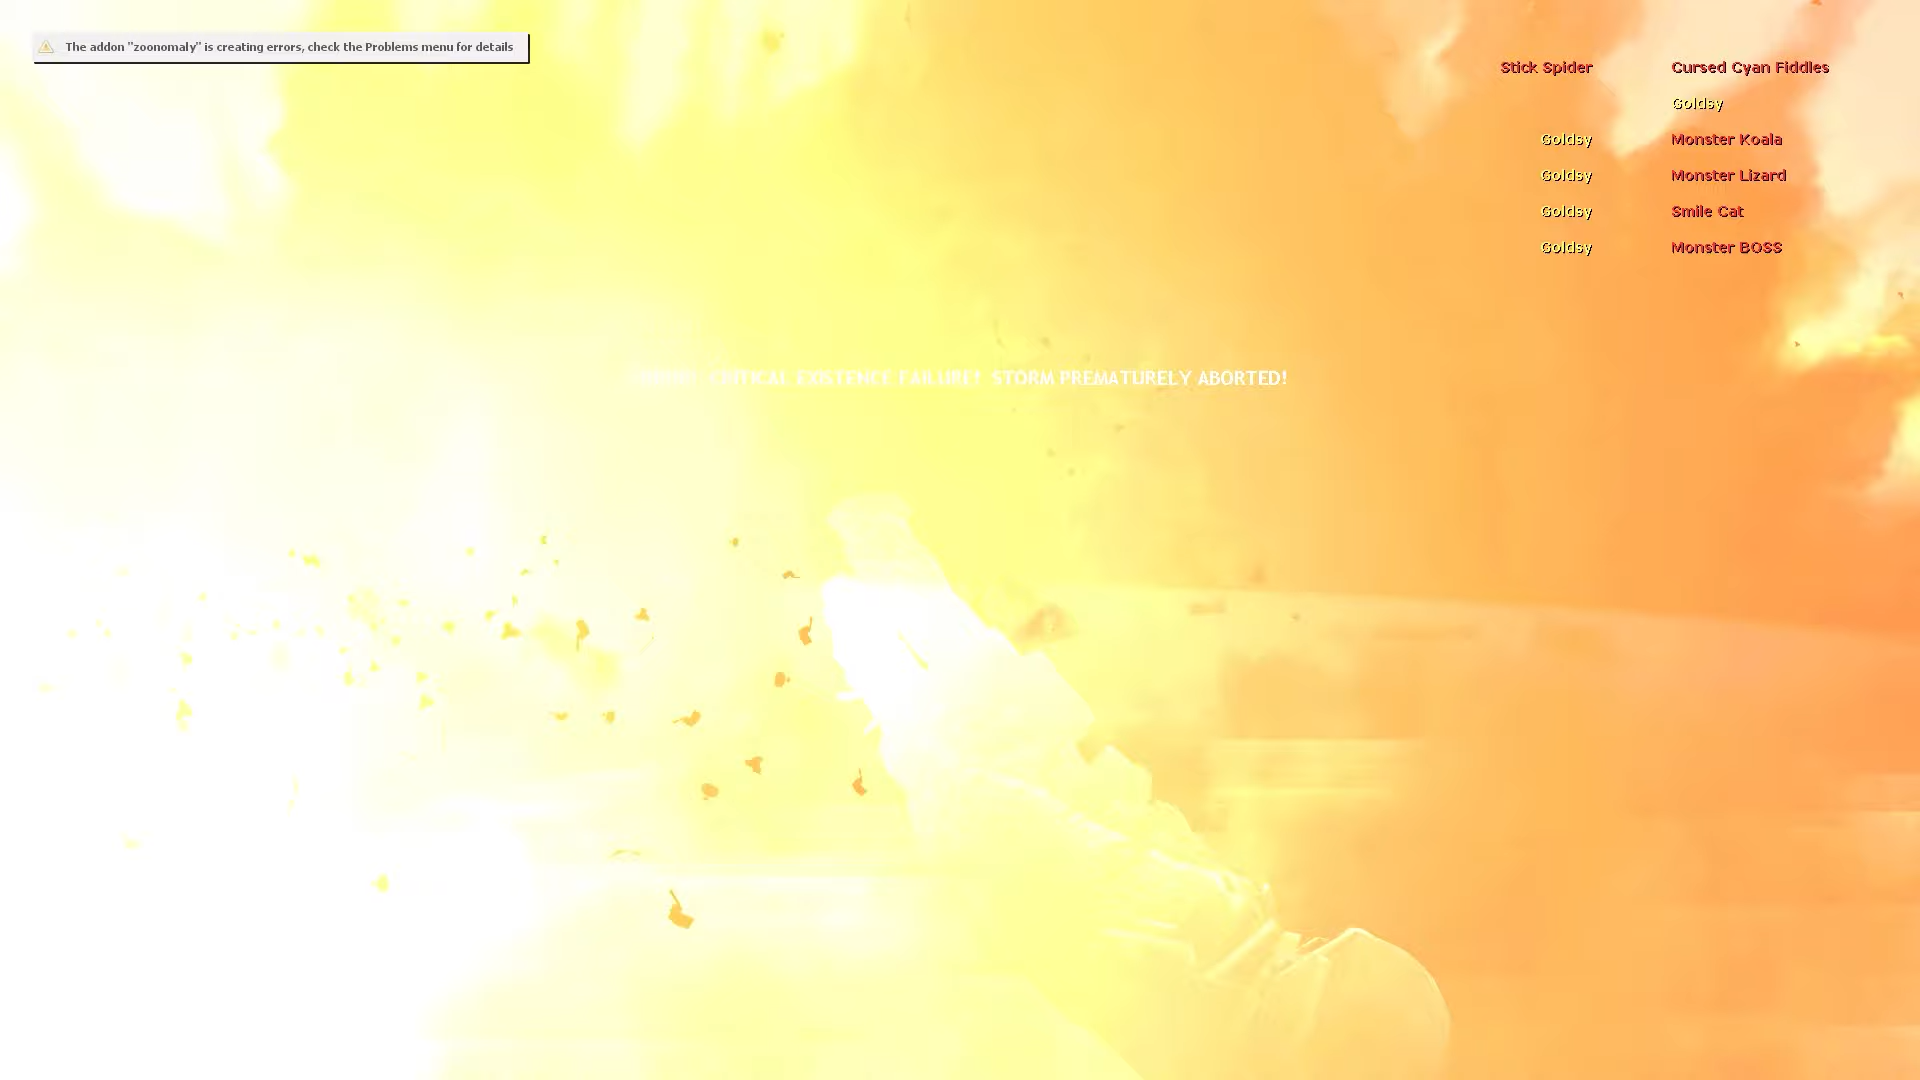 The addon "zoonomaly" is creating errors, check the Problems menu for details
Stick Spider Cursed Cyan Fiddles
Goldsy
Goldsy Monster Koala
Goldsy Monster Lizard
Goldsy Smile Cat
Goldsy Monster BOSS
CRITICAL EXISTENCE FAILURE! STORM PREMATURELY ABORTED!